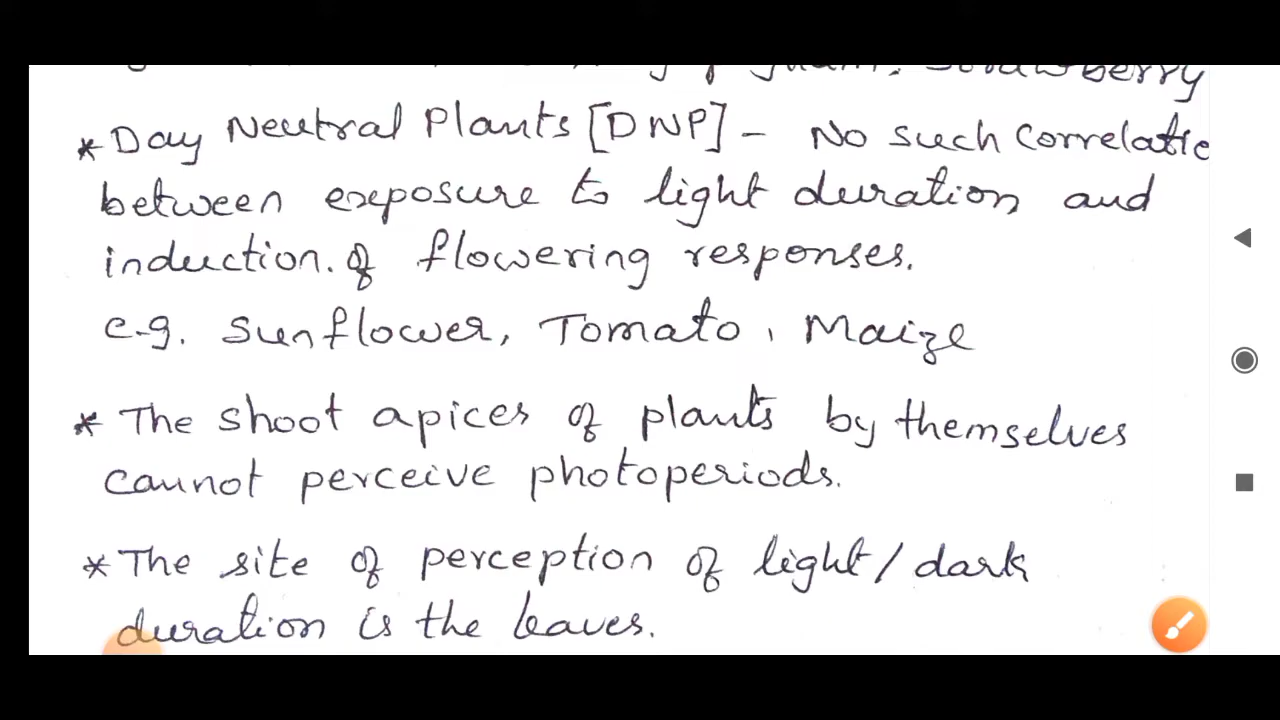 Strawberry
* Day Neutral Plants [DNP] - No such Correlatio
between exeposure to light duration and
induction. of flowering responses.
e.g. Sunflower, Tomato, Maize
* The shoot apices of plants by themselves
cannot perceive photoperiods.
* The site of perception of light/dark
duration is the leaves.